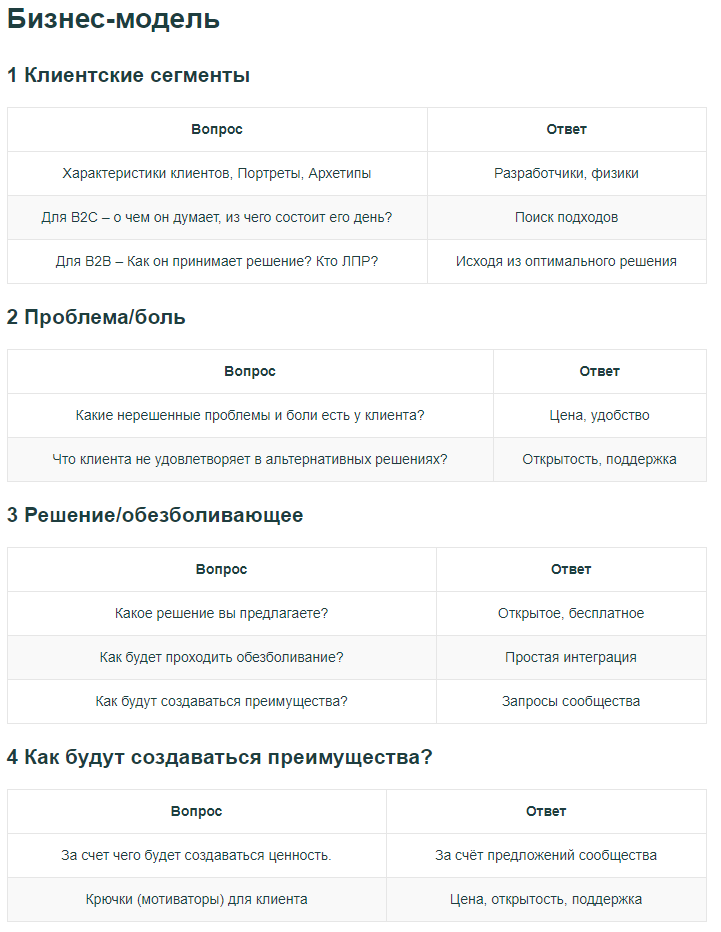 Бизнес-модель
1 Клиентские сегменты
Вопрос Ответ
Характеристики клиентов, Портреты, Архетипы Разработчики, физики
Для B2C – о чем он думает, из чего состоит его день? Поиск подходов
Для B2B – Как он принимает решение? Кто ЛПР? Исходя из оптимального решения
2 Проблема/боль
Вопрос Ответ
Какие нерешенные проблемы и боли есть у клиента? Цена, удобство
Что клиента не удовлетворяет в альтернативных решениях? Открытость, поддержка
3 Решение/обезболивающее
Вопрос Ответ
Какое решение вы предлагаете? Открытое, бесплатное
Как будет проходить обезболивание? Простая интеграция
Как будут создаваться преимущества? Запросы сообщества
4 Как будут создаваться преимущества?
Вопрос Ответ
За счет чего будет создаваться ценность. За счёт предложений сообщества
Крючки (мотиваторы) для клиента Цена, открытость, поддержка